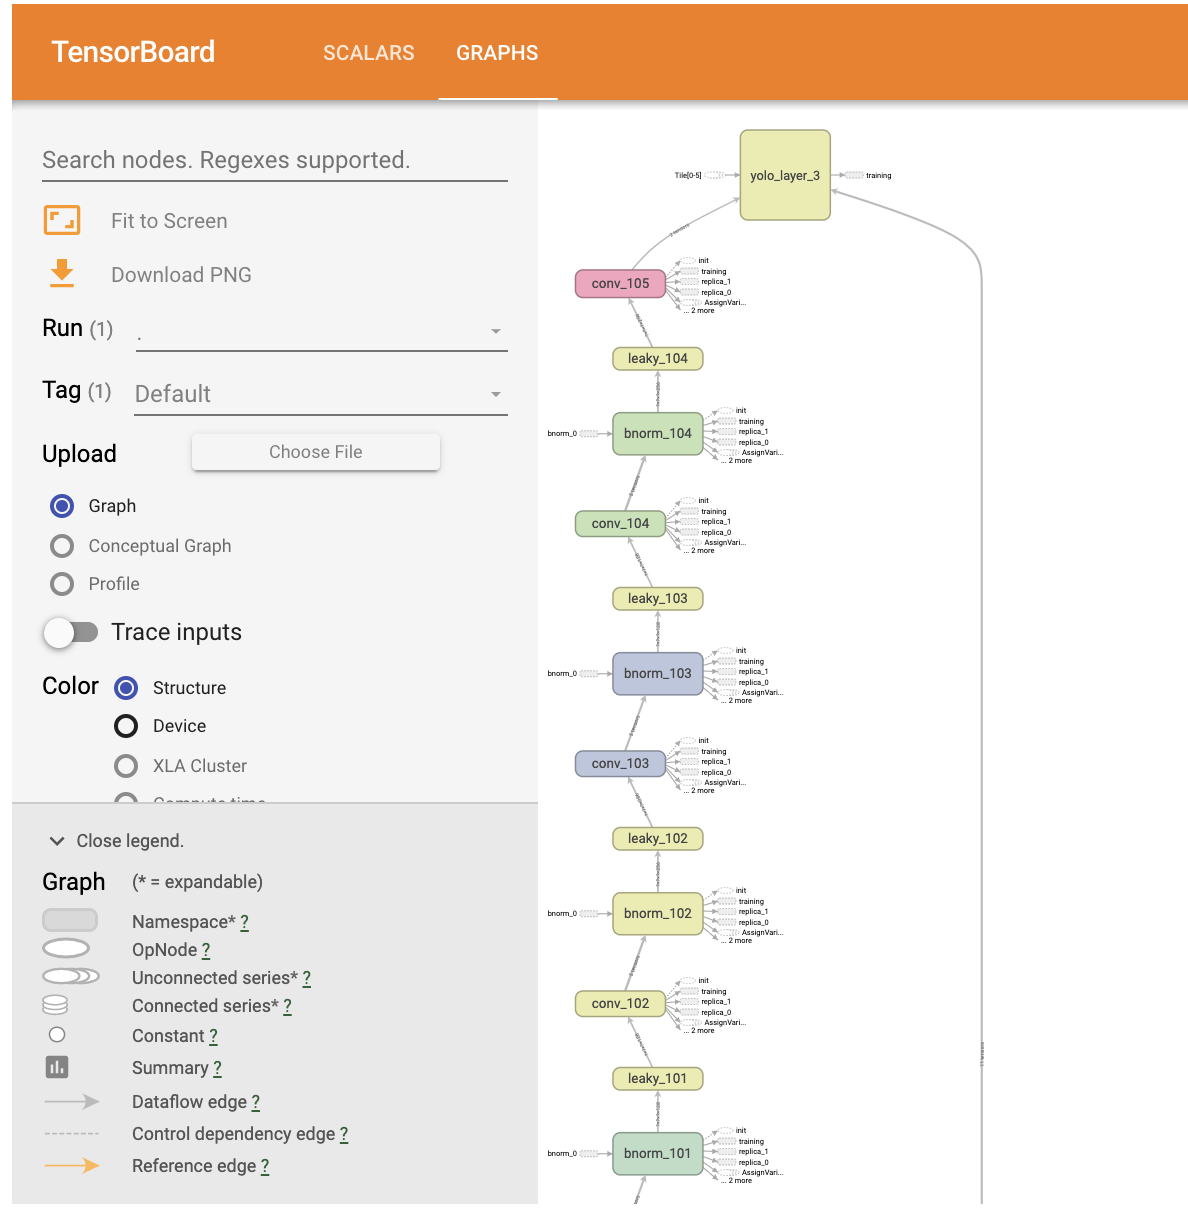 TensorBoard
SCALARS
GRAPHS
Search nodes. Regexes supported.
Fit to Screen
Download PNG
Run (1)
.
Tag (1)
Default
Upload
Choose File
Graph
Conceptual Graph
Profile
Trace inputs
Color
Structure
Device
XLA Cluster
Compute time
Close legend.
Graph
(* = expandable)
Namespace* ?
OpNode ?
Unconnected series* ?
Connected series* ?
Constant ?
Summary ?
Dataflow edge ?
Control dependency edge ?
Reference edge ?
Tile[0-5]
yolo_layer_3
training
conv_105
init
training
replica_1
replica_0
AssignVari...
... 2 more
leaky_104
bnorm_0
bnorm_104
init
training
replica_1
replica_0
AssignVari...
... 2 more
conv_104
init
training
replica_1
replica_0
AssignVari...
... 2 more
leaky_103
bnorm_0
bnorm_103
init
training
replica_1
replica_0
AssignVari...
... 2 more
conv_103
init
training
replica_1
replica_0
AssignVari...
... 2 more
leaky_102
bnorm_0
bnorm_102
init
training
replica_1
replica_0
AssignVari...
... 2 more
conv_102
init
training
replica_1
replica_0
AssignVari...
... 2 more
leaky_101
bnorm_0
bnorm_101
init
training
replica_1
replica_0
AssignVari...
... 2 more